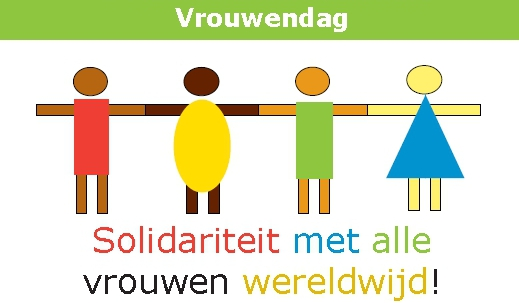 Vrouwendag
Solidariteit met alle
vrouwen wereldwijd!